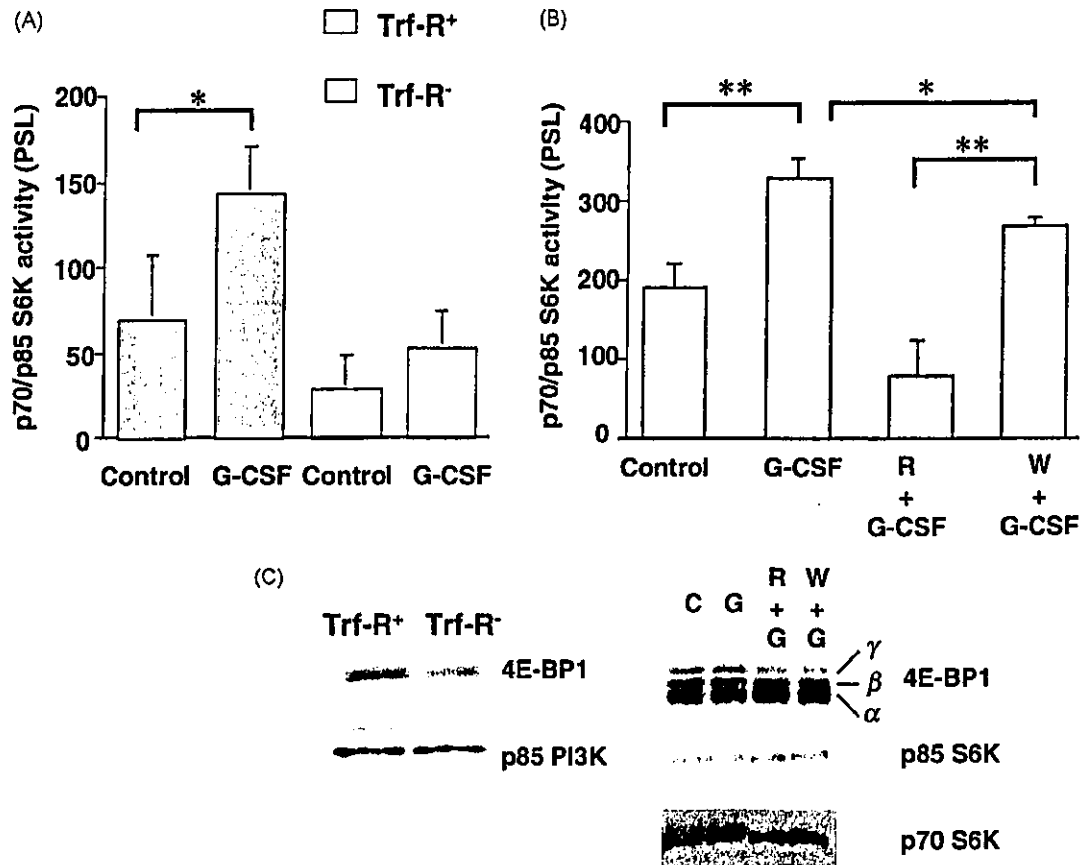 (A)
Trf-R⁺
Trf-R⁻
p70/p85 S6K activity (PSL)
200
150
100
50
0
*
Control G-CSF Control G-CSF
(B)
p70/p85 S6K activity (PSL)
400
300
200
100
0
**
*
**
Control G-CSF R + G-CSF W + G-CSF
(C)
Trf-R⁺ Trf-R⁻
4E-BP1
p85 PI3K
C G R + G W + G
γ
β
α
4E-BP1
p85 S6K
p70 S6K